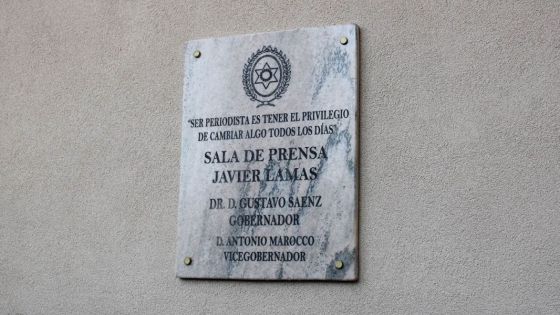 "SER PERIODISTA ES TENER EL PRIVILEGIO
DE CAMBIAR ALGO TODOS LOS DÍAS"
SALA DE PRENSA
JAVIER LAMAS
DR. D. GUSTAVO SAENZ
GOBERNADOR
D. ANTONIO MAROCCO
VICEGOBERNADOR